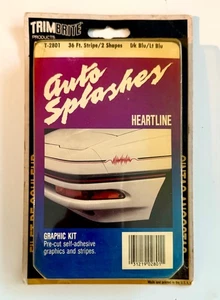 TRIMBRITE
PRODUCTS
T-2801 36 Ft. Stripe/2 Shapes Dk Blu/Lt Blu
Auto
Splashes
HEARTLINE
GRAPHIC KIT
Pre-cut self-adhesive
graphics and stripes.